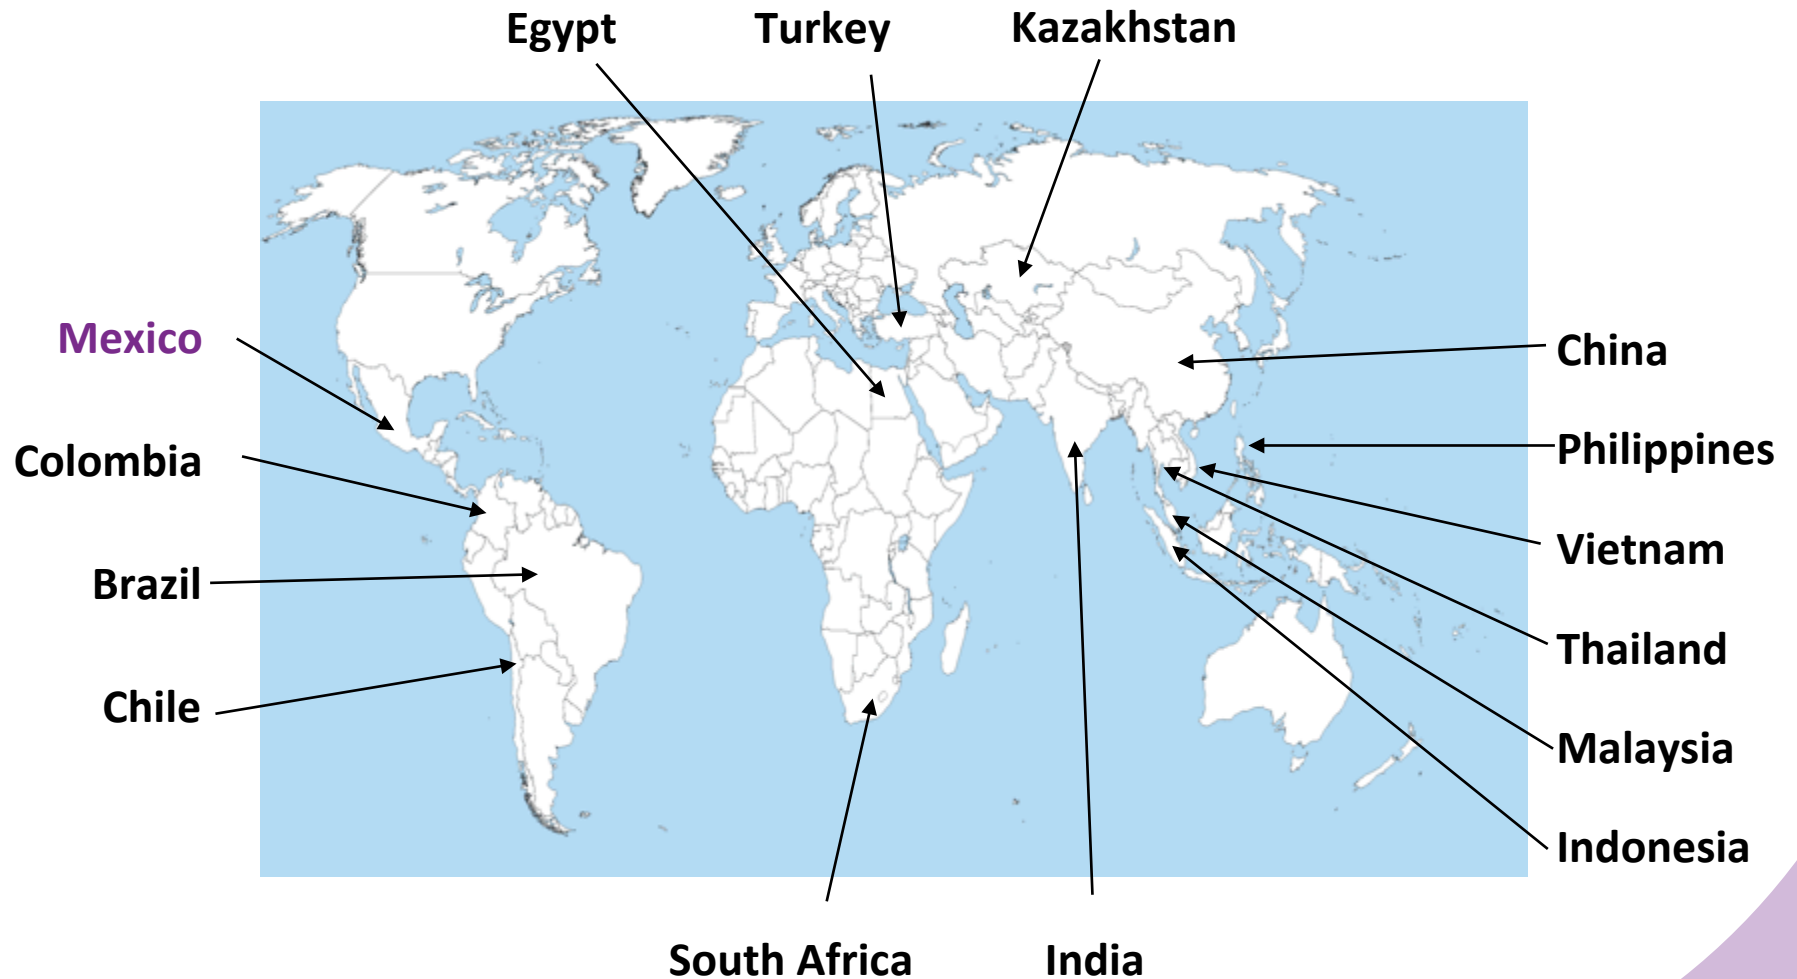 Egypt
Turkey
Kazakhstan
Mexico
Colombia
Brazil
Chile
China
Philippines
Vietnam
Thailand
Malaysia
Indonesia
South Africa
India